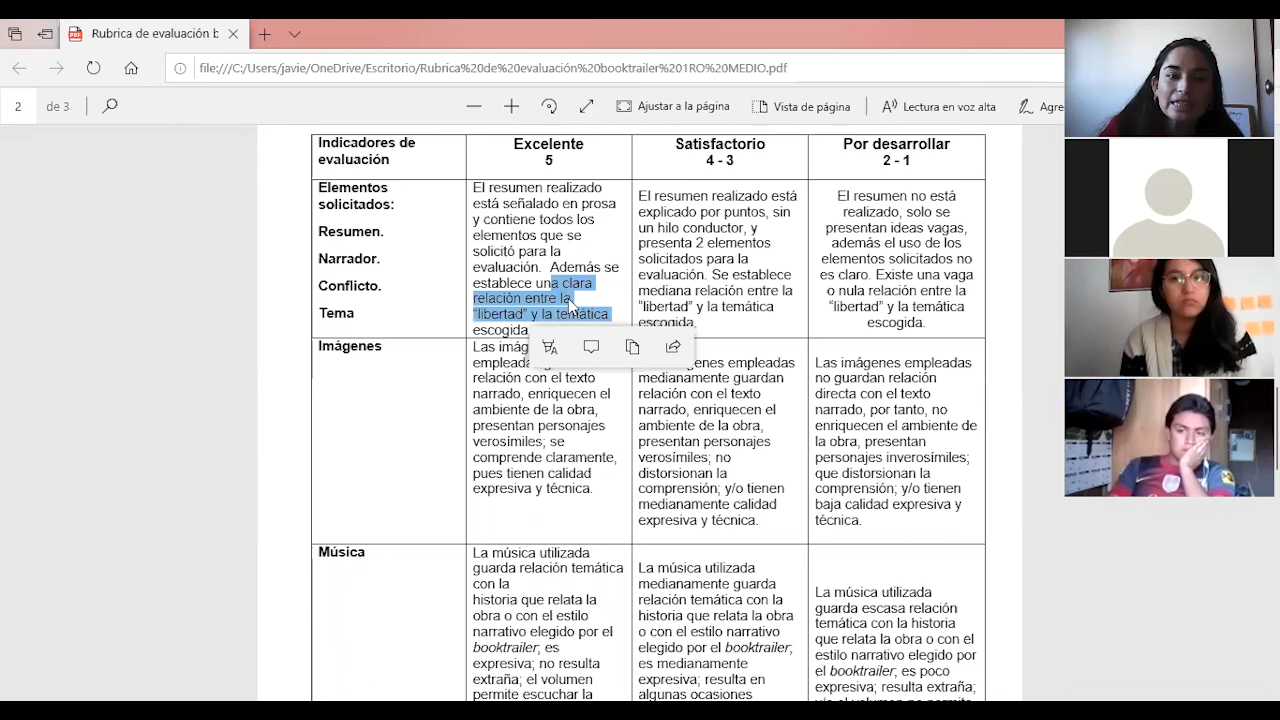 Rubrica de evaluación b
file:///C:/Users/javie/OneDrive/Escritorio/Rubrica%20de%20evaluación%20booktrailer%201RO%20MEDIO.pdf
2 de 3
Ajustar a la página
Vista de página
Lectura en voz alta
Agre
Indicadores de
evaluación
Excelente
5
Satisfactorio
4 - 3
Por desarrollar
2 - 1
Elementos
solicitados:
Resumen.
Narrador.
Conflicto.
Tema
El resumen realizado
está señalado en prosa
y contiene todos los
elementos que se
solicitó para la
evaluación. Además se
establece una clara
relación entre la
“libertad” y la temática
escogida.
El resumen realizado está
explicado por puntos, sin
un hilo conductor, y
presenta 2 elementos
solicitados para la
evaluación. Se establece
mediana relación entre la
“libertad” y la temática
escogida.
El resumen no está
realizado, solo se
presentan ideas vagas,
además el uso de los
elementos solicitados no
es claro. Existe una vaga
o nula relación entre la
“libertad” y la temática
escogida.
Imágenes
Las imág
emplead
relación con el texto
narrado, enriquecen el
ambiente de la obra,
presentan personajes
verosímiles; se
comprende claramente,
pues tienen calidad
expresiva y técnica.
genes empleadas
medianamente guardan
relación con el texto
narrado, enriquecen el
ambiente de la obra,
presentan personajes
verosímiles; no
distorsionan la
comprensión; y/o tienen
medianamente calidad
expresiva y técnica.
Las imágenes empleadas
no guardan relación
directa con el texto
narrado, por tanto, no
enriquecen el ambiente de
la obra, presentan
personajes inverosímiles;
que distorsionan la
comprensión; y/o tienen
baja calidad expresiva y
técnica.
Música
La música utilizada
guarda relación temática
con la
historia que relata la
obra o con el estilo
narrativo elegido por el
booktrailer; es
expresiva; no resulta
extraña; el volumen
permite escuchar la
La música utilizada
medianamente guarda
relación temática con la
historia que relata la obra
o con el estilo narrativo
elegido por el booktrailer;
es medianamente
expresiva; resulta en
algunas ocasiones
La música utilizada
guarda escasa relación
temática con la historia
que relata la obra o con el
estilo narrativo elegido por
el booktrailer; es poco
expresiva; resulta extraña;